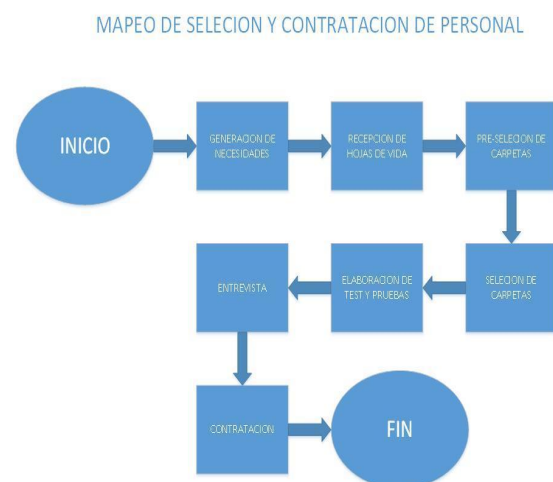 MAPEO DE SELECION Y CONTRATACION DE PERSONAL
INICIO
GENERACION DE
NECESIDADES
RECEPCION DE
HOJAS DE VIDA
PRE-SELECION DE
CARPETAS
SELECION DE
CARPETAS
ELABORACION DE
TEST Y PRUEBAS
ENTREVISTA
CONTRATACION
FIN